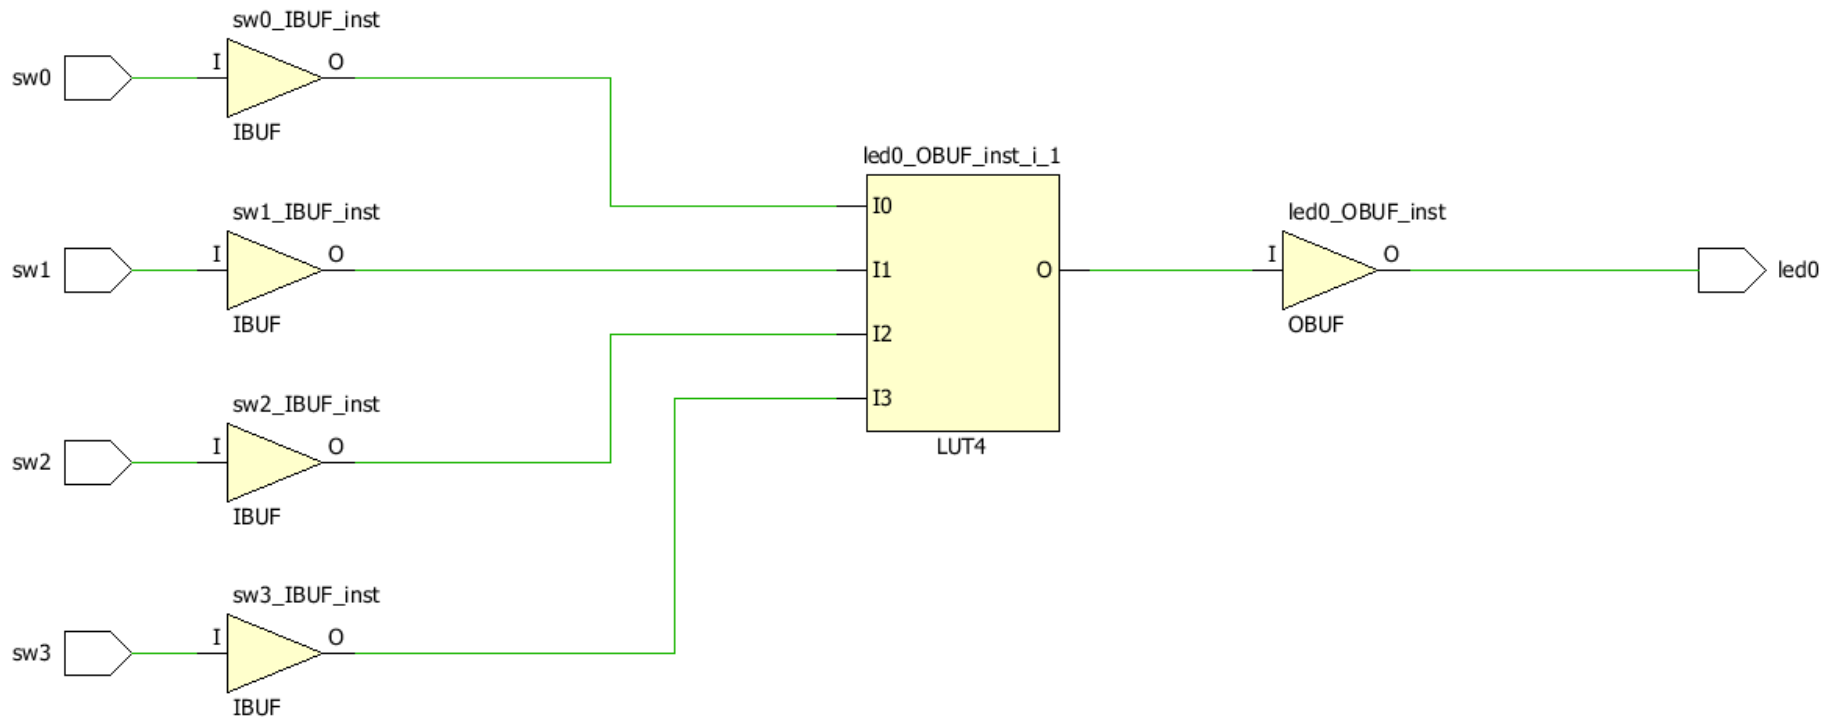 sw0_IBUF_inst
sw0
I
O
IBUF
led0_OBUF_inst_i_1
sw1_IBUF_inst
sw1
I
O
IBUF
I0
I1
I2
I3
O
LUT4
led0_OBUF_inst
I
O
OBUF
led0
sw2_IBUF_inst
sw2
I
O
IBUF
sw3_IBUF_inst
sw3
I
O
IBUF